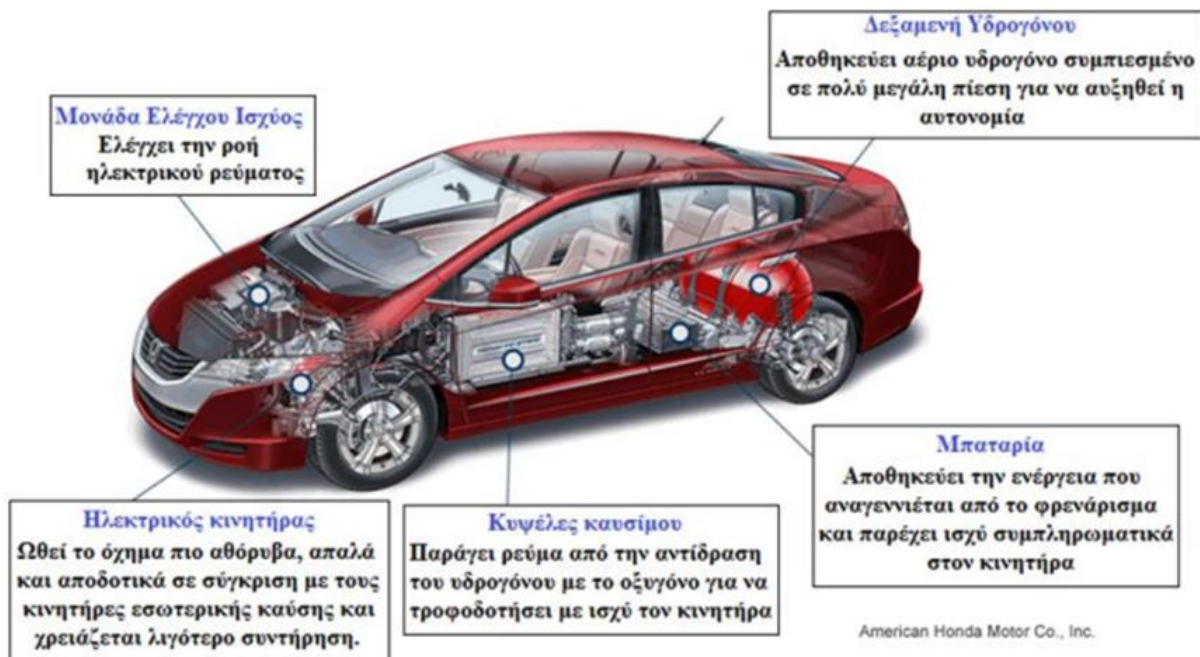 Δεξαμενή Υδρογόνου
Αποθηκεύει αέριο υδρογόνο συμπιεσμένο
σε πολύ μεγάλη πίεση για να αυξηθεί η
αυτονομία
Μονάδα Ελέγχου Ισχύος
Ελέγχει την ροή
ηλεκτρικού ρεύματος
Ηλεκτρικός κινητήρας
Ωθεί το όχημα πιο αθόρυβα, απαλά
και αποδοτικά σε σύγκριση με τους
κινητήρες εσωτερικής καύσης και
χρειάζεται λιγότερο συντήρηση.
Κυψέλες καυσίμου
Παράγει ρεύμα από την αντίδραση
του υδρογόνου με το οξυγόνο για να
τροφοδοτήσει με ισχύ τον κινητήρα
Μπαταρία
Αποθηκεύει την ενέργεια που
αναγεννιέται από το φρενάρισμα
και παρέχει ισχύ συμπληρωματικά
στον κινητήρα
American Honda Motor Co., Inc.